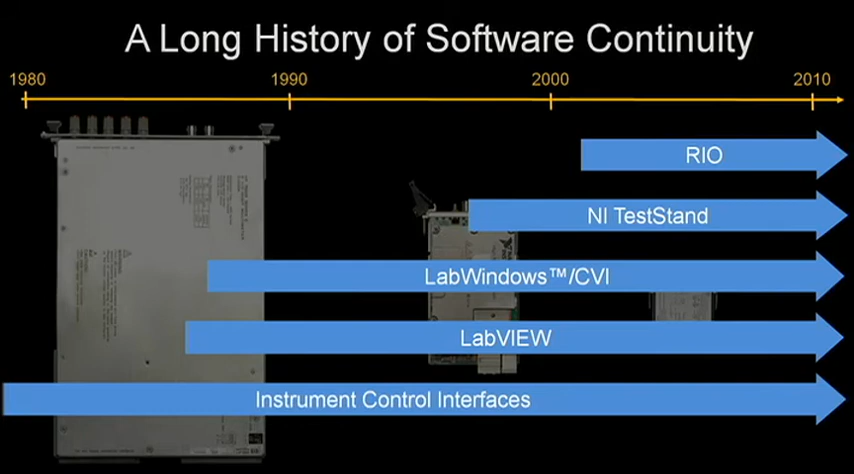 A Long History of Software Continuity
1980 1990 2000 2010
RIO
NI TestStand
LabWindows™/CVI
LabVIEW
Instrument Control Interfaces